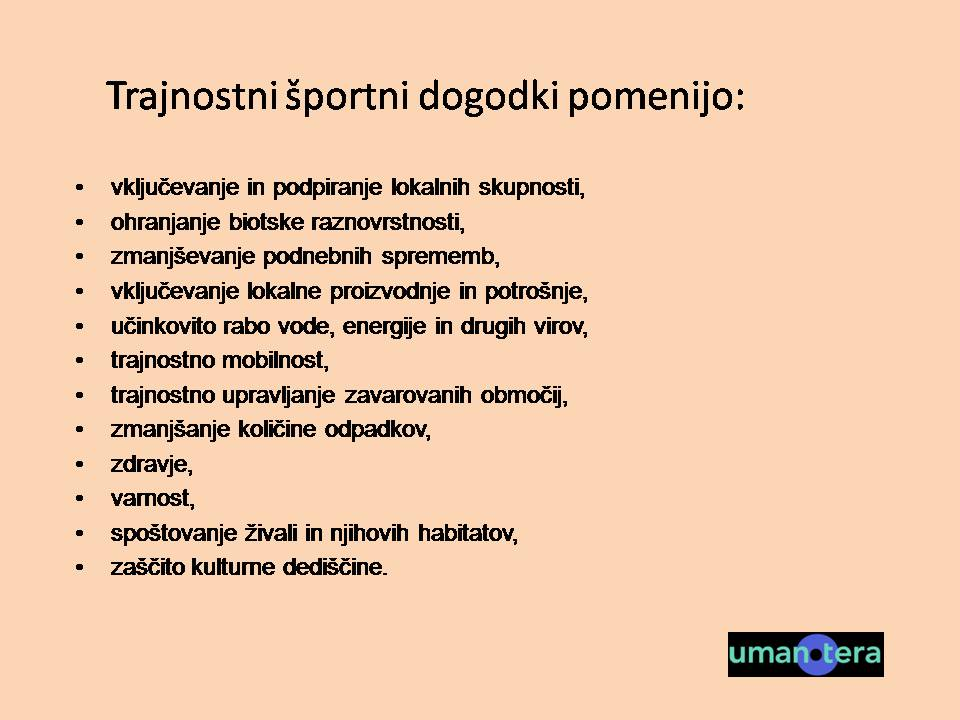 Trajnostni športni dogodki pomenijo:
• vključevanje in podpiranje lokalnih skupnosti,
• ohranjanje biotske raznovrstnosti,
• zmanjševanje podnebnih sprememb,
• vključevanje lokalne proizvodnje in potrošnje,
• učinkovito rabo vode, energije in drugih virov,
• trajnostno mobilnost,
• trajnostno upravljanje zavarovanih območij,
• zmanjšanje količine odpadkov,
• zdravje,
• varnost,
• spoštovanje živali in njihovih habitatov,
• zaščito kulturne dediščine.
umanotera